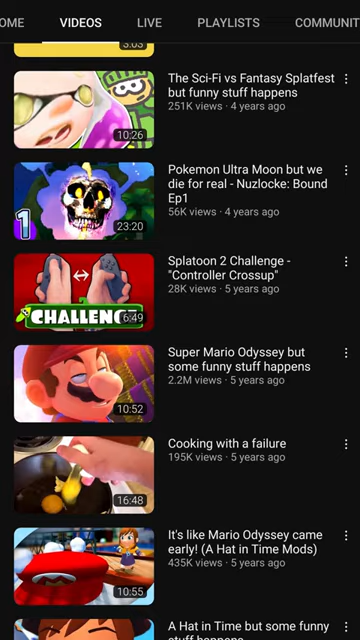 OME VIDEOS LIVE PLAYLISTS COMMUNIT
3:03
The Sci-Fi vs Fantasy Splatfest
but funny stuff happens
251K views · 4 years ago
10:26
Pokemon Ultra Moon but we
die for real - Nuzlocke: Bound
Ep1
56K views · 4 years ago
1
23:20
Splatoon 2 Challenge -
"Controller Crossup"
28K views · 5 years ago
CHALLENGE
6:49
Super Mario Odyssey but
some funny stuff happens
2.2M views · 5 years ago
10:52
Cooking with a failure
195K views · 5 years ago
16:48
It's like Mario Odyssey came
early! (A Hat in Time Mods)
435K views · 5 years ago
10:55
A Hat in Time but some funny
stuff happens